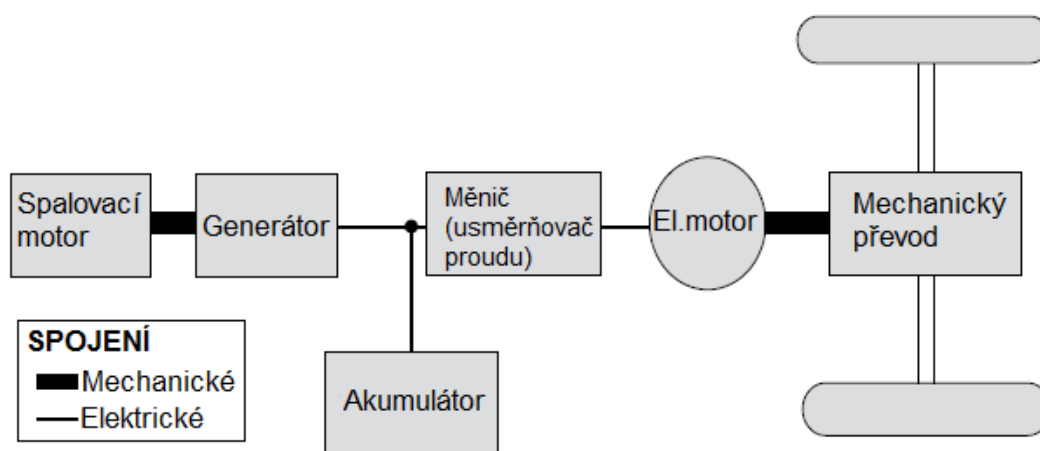 Spalovací
motor
Generátor
Měnič
(usměrňovač
proudu)
El.motor
Mechanický
převod
Akumulátor
SPOJENÍ
Mechanické
Elektrické